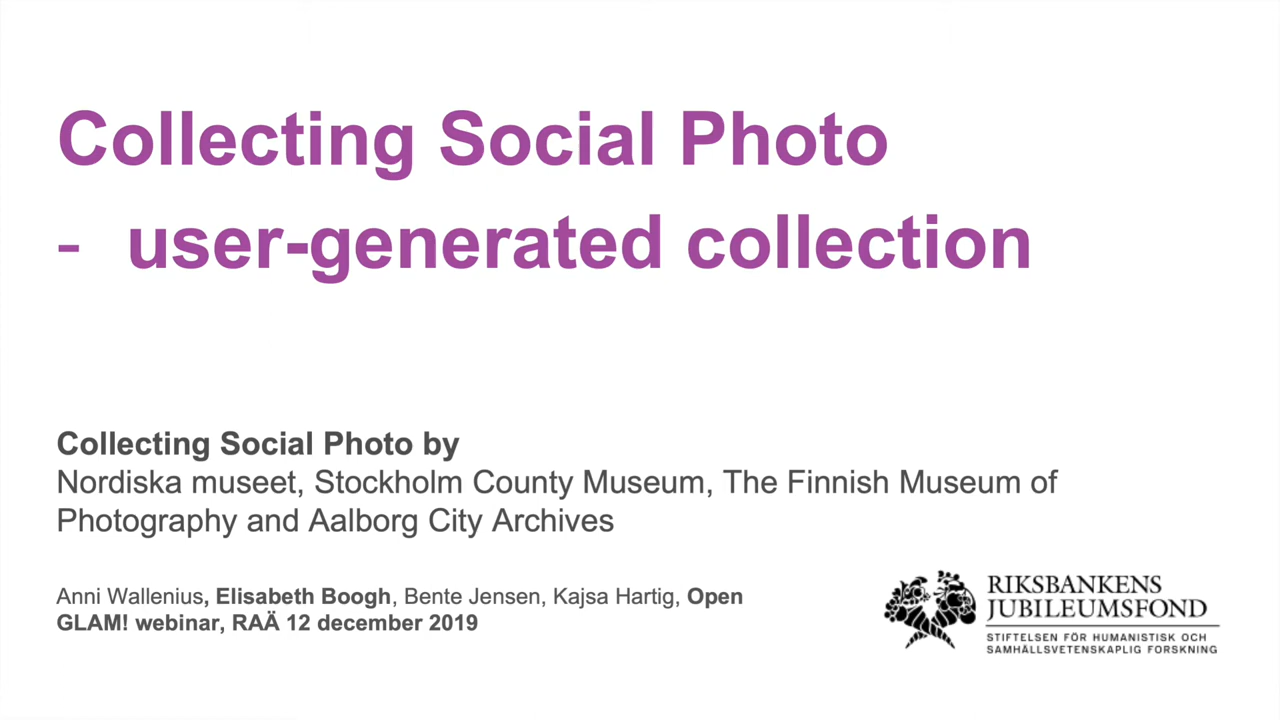 Collecting Social Photo
- user-generated collection
Collecting Social Photo by
Nordiska museet, Stockholm County Museum, The Finnish Museum of
Photography and Aalborg City Archives
Anni Wallenius, Elisabeth Boogh, Bente Jensen, Kajsa Hartig, Open
GLAM! webinar, RAÄ 12 december 2019
RIKSBANKENS
JUBILEUMSFOND
STIFTELSEN FÖR HUMANISTISK OCH
SAMHÄLLSVETENSKAPLIG FORSKNING